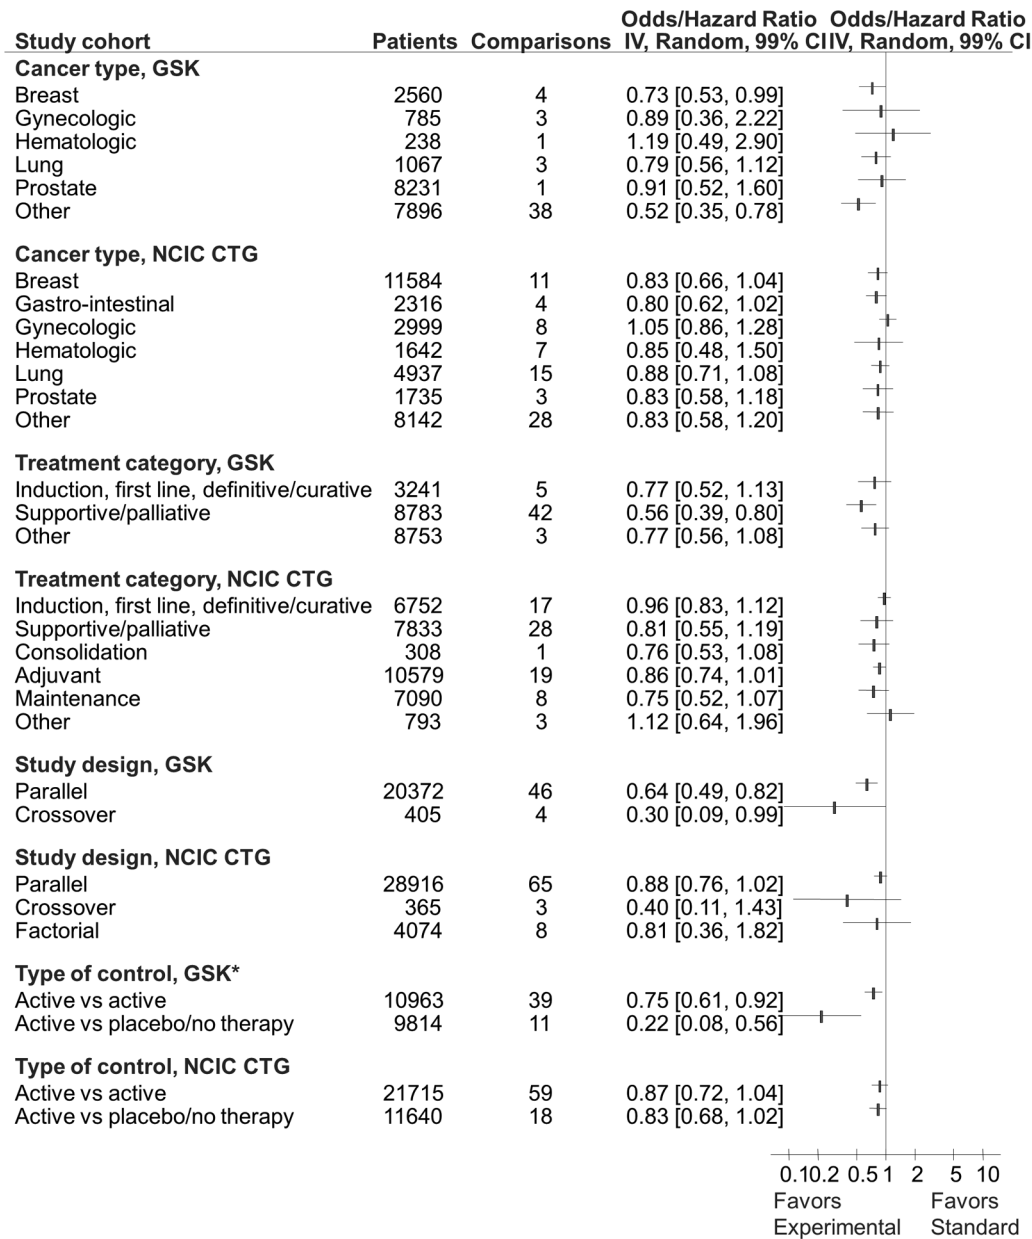 Odds/Hazard Ratio Odds/Hazard Ratio
Study cohort Patients Comparisons IV, Random, 99% CI IV, Random, 99% CI
Cancer type, GSK
Breast 2560 4 0.73 [0.53, 0.99]
Gynecologic 785 3 0.89 [0.36, 2.22]
Hematologic 238 1 1.19 [0.49, 2.90]
Lung 1067 3 0.79 [0.56, 1.12]
Prostate 8231 1 0.91 [0.52, 1.60]
Other 7896 38 0.52 [0.35, 0.78]
Cancer type, NCIC CTG
Breast 11584 11 0.83 [0.66, 1.04]
Gastro-intestinal 2316 4 0.80 [0.62, 1.02]
Gynecologic 2999 8 1.05 [0.86, 1.28]
Hematologic 1642 7 0.85 [0.48, 1.50]
Lung 4937 15 0.88 [0.71, 1.08]
Prostate 1735 3 0.83 [0.58, 1.18]
Other 8142 28 0.83 [0.58, 1.20]
Treatment category, GSK
Induction, first line, definitive/curative 3241 5 0.77 [0.52, 1.13]
Supportive/palliative 8783 42 0.56 [0.39, 0.80]
Other 8753 3 0.77 [0.56, 1.08]
Treatment category, NCIC CTG
Induction, first line, definitive/curative 6752 17 0.96 [0.83, 1.12]
Supportive/palliative 7833 28 0.81 [0.55, 1.19]
Consolidation 308 1 0.76 [0.53, 1.08]
Adjuvant 10579 19 0.86 [0.74, 1.01]
Maintenance 7090 8 0.75 [0.52, 1.07]
Other 793 3 1.12 [0.64, 1.96]
Study design, GSK
Parallel 20372 46 0.64 [0.49, 0.82]
Crossover 405 4 0.30 [0.09, 0.99]
Study design, NCIC CTG
Parallel 28916 65 0.88 [0.76, 1.02]
Crossover 365 3 0.40 [0.11, 1.43]
Factorial 4074 8 0.81 [0.36, 1.82]
Type of control, GSK*
Active vs active 10963 39 0.75 [0.61, 0.92]
Active vs placebo/no therapy 9814 11 0.22 [0.08, 0.56]
Type of control, NCIC CTG
Active vs active 21715 59 0.87 [0.72, 1.04]
Active vs placebo/no therapy 11640 18 0.83 [0.68, 1.02]
0.1 0.2 0.5 1 2 5 10
Favors Favors
Experimental Standard